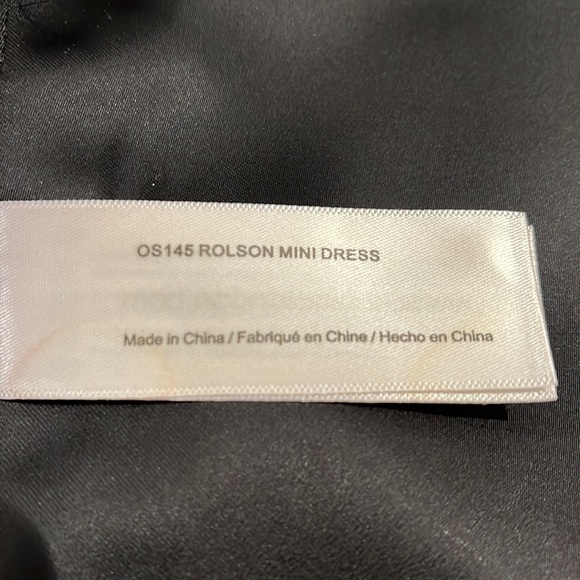 OS145 ROLSON MINI DRESS
Made in China / Fabriqué en Chine / Hecho en China